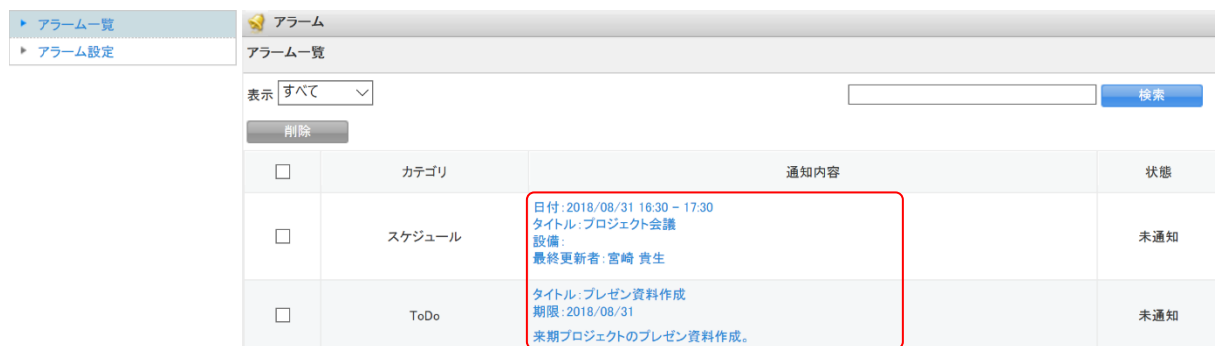 アラーム一覧
アラーム設定
アラーム
アラーム一覧
表示 すべて
検索
削除
カテゴリ 通知内容 状態
スケジュール
日付:2018/08/31 16:30 - 17:30
タイトル:プロジェクト会議
設備:
最終更新者:宮崎 貴生
未通知
ToDo
タイトル:プレゼン資料作成
期限:2018/08/31
来期プロジェクトのプレゼン資料作成。
未通知